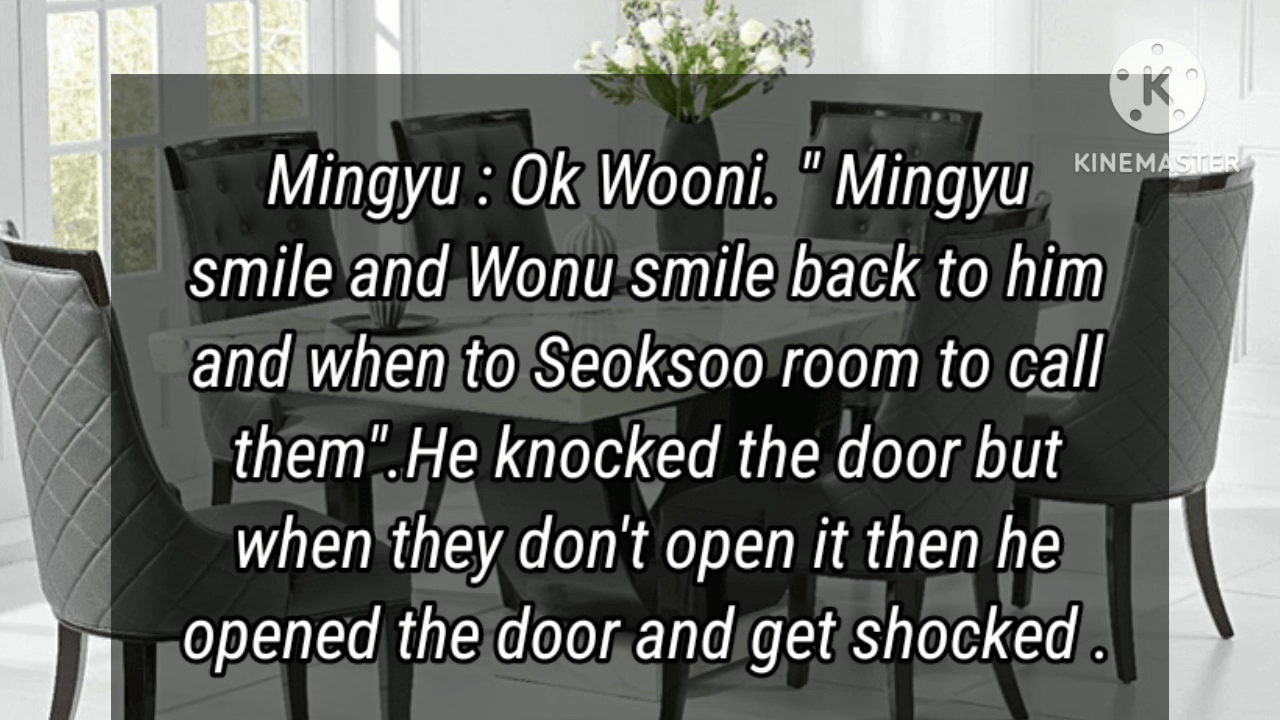 K
KINEMASTER
Mingyu : Ok Wooni. " Mingyu
smile and Wonu smile back to him
and when to Seoksoo room to call
them".He knocked the door but
when they don't open it then he
opened the door and get shocked .